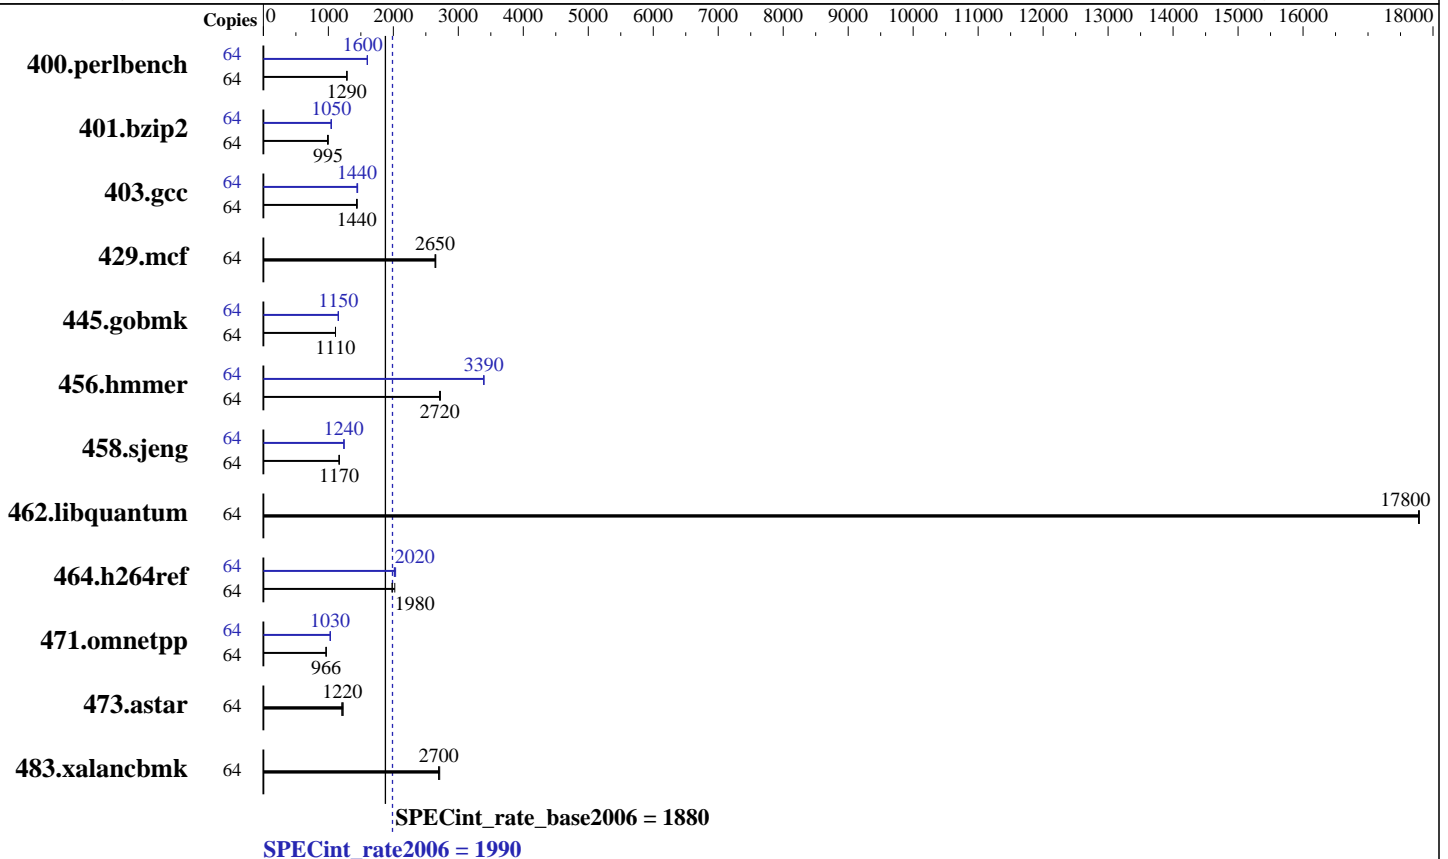 Copies 0 1000 2000 3000 4000 5000 6000 7000 8000 9000 10000 11000 12000 13000 14000 15000 16000 18000
400.perlbench 64 1600
64 1290
401.bzip2 64 1050
64 995
403.gcc 64 1440
64 1440
429.mcf 64 2650
445.gobmk 64 1150
64 1110
456.hmmer 64 3390
64 2720
458.sjeng 64 1240
64 1170
462.libquantum 64 17800
464.h264ref 64 2020
64 1980
471.omnetpp 64 1030
64 966
473.astar 64 1220
483.xalancbmk 64 2700
SPECint_rate_base2006 = 1880
SPECint_rate2006 = 1990